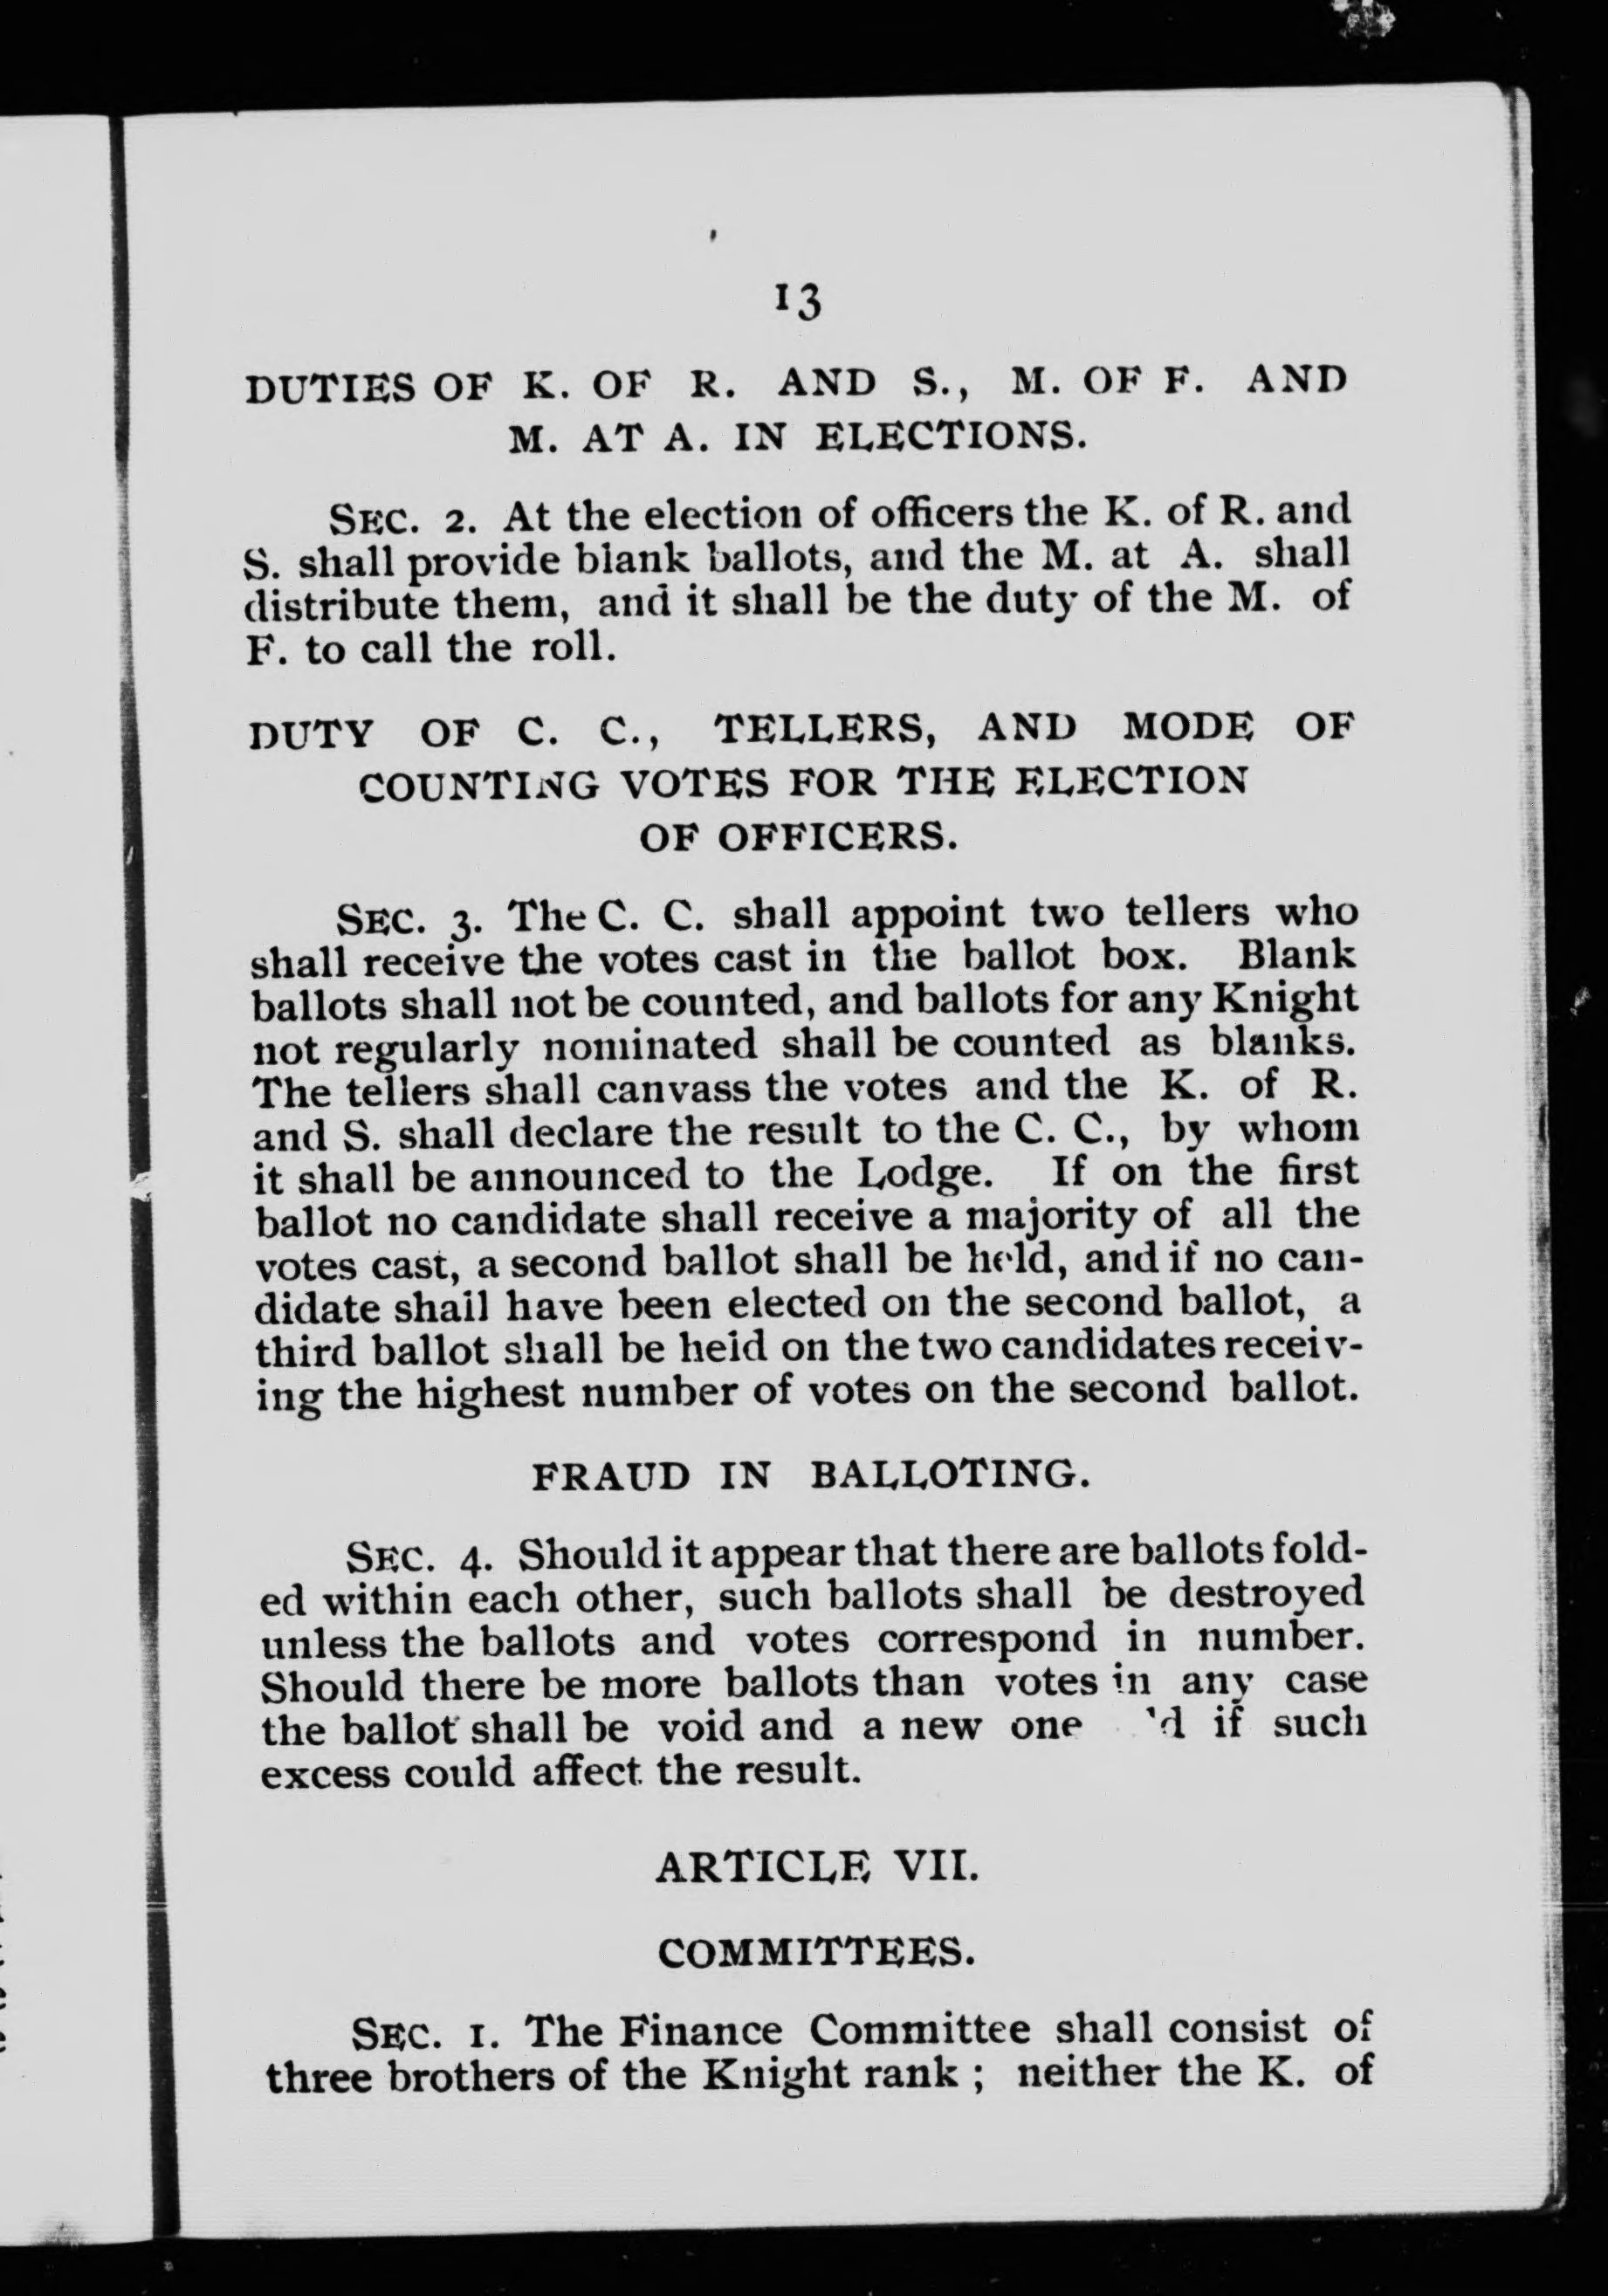 13
DUTIES OF K. OF R. AND S., M. OF F. AND
M. AT A. IN ELECTIONS.
SEC. 2. At the election of officers the K. of R. and
S. shall provide blank ballots, and the M. at A. shall
distribute them, and it shall be the duty of the M. of
F. to call the roll.
DUTY OF C. C., TELLERS, AND MODE OF
COUNTING VOTES FOR THE ELECTION
OF OFFICERS.
SEC. 3. The C. C. shall appoint two tellers who
shall receive the votes cast in the ballot box. Blank
ballots shall not be counted, and ballots for any Knight
not regularly nominated shall be counted as blanks.
The tellers shall canvass the votes and the K. of R.
and S. shall declare the result to the C. C., by whom
it shall be announced to the Lodge. If on the first
ballot no candidate shall receive a majority of all the
votes cast, a second ballot shall be held, and if no can-
didate shall have been elected on the second ballot, a
third ballot shall be held on the two candidates receiv-
ing the highest number of votes on the second ballot.
FRAUD IN BALLOTING.
SEC. 4. Should it appear that there are ballots fold-
ed within each other, such ballots shall be destroyed
unless the ballots and votes correspond in number.
Should there be more ballots than votes in any case
the ballot shall be void and a new one if such
excess could affect the result.
ARTICLE VII.
COMMITTEES.
SEC. 1. The Finance Committee shall consist of
three brothers of the Knight rank ; neither the K. of